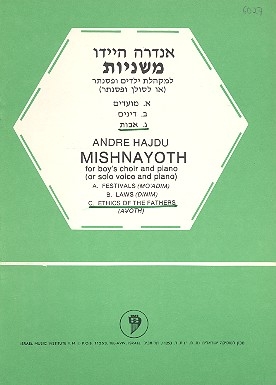 6027
אנדרה היידו
משניות
למקהלת ילדים ופסנתר
(או לסולן ופסנתר)
א. מועדים
ב. דינים
ג. אבות
ANDRE HAJDU
MISHNAYOTH
for boy's choir and piano
(or solo voice and piano)
A. FESTIVALS (MO'ADIM)
B. LAWS (DINIM)
C. ETHICS OF THE FATHERS
(AVOTH)
ISRAEL MUSIC INSTITUTE